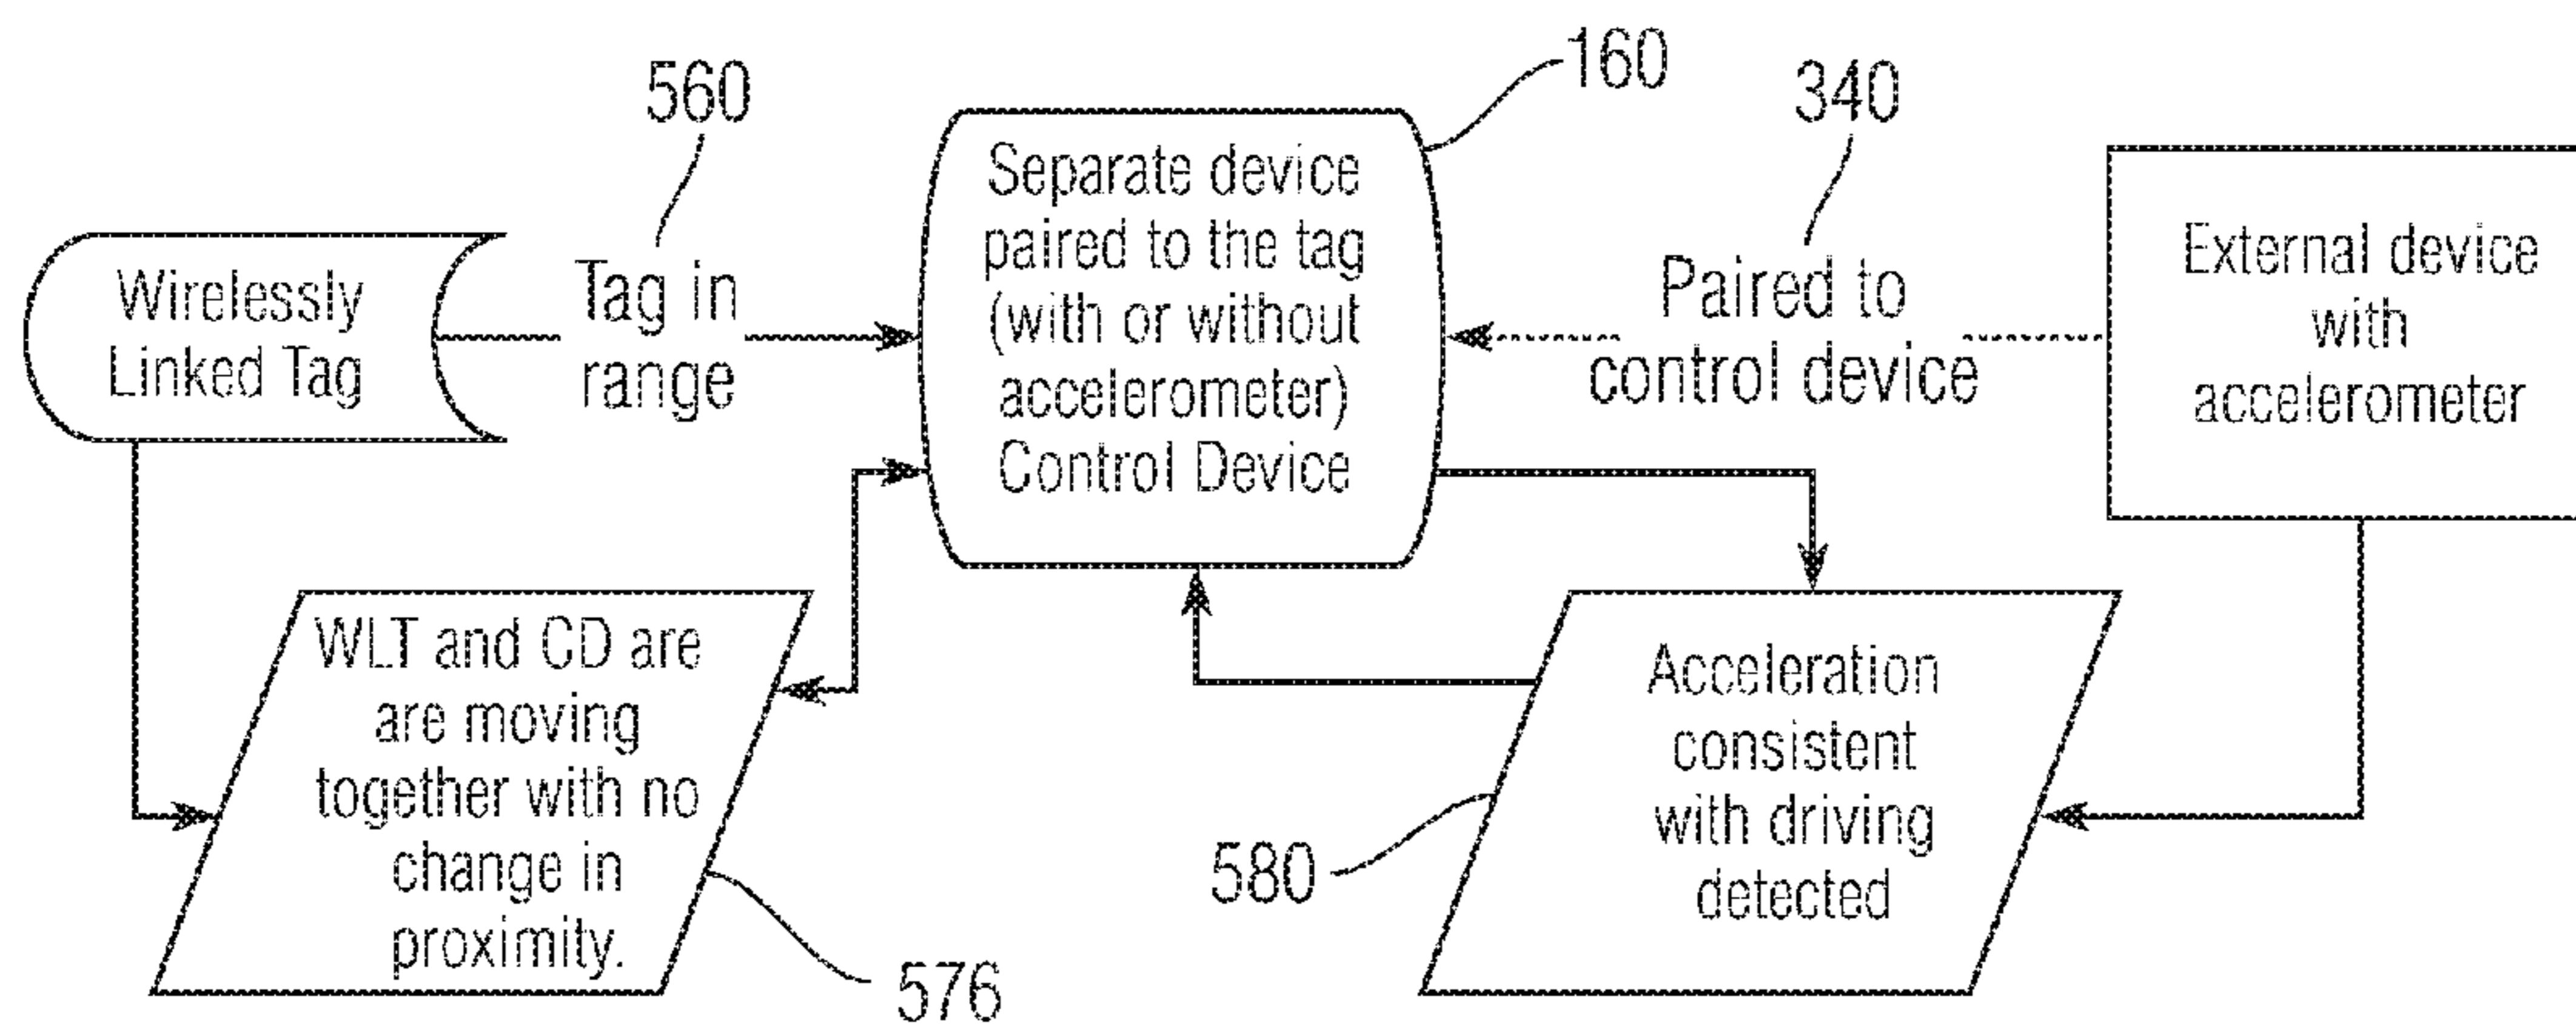 560
160
340
Wirelessly
Linked Tag
Tag in
range
Separate device
paired to the tag
(with or without
accelerometer)
Control Device
Paired to
control device
External device
with
accelerometer
WLT and CD are
are moving
together with no
change in
proximity.
576
580
Acceleration
consistent
with driving
detected